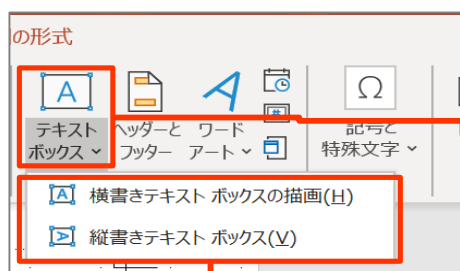 の形式
テキスト
ボックス
ヘッダーと
フッター
ワード
アート
記号と
特殊文字
横書きテキスト ボックスの描画(H)
縦書きテキスト ボックス(V)